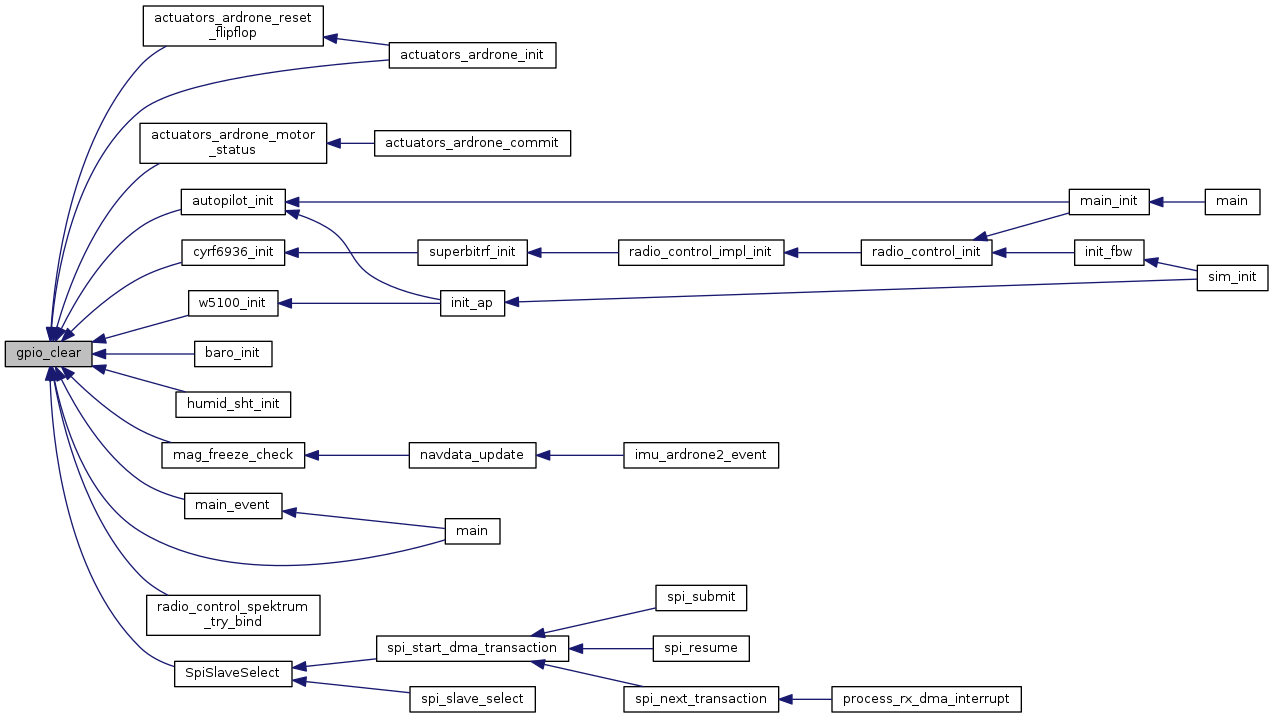 actuators_ardrone_reset
_flipflop
actuators_ardrone_init
actuators_ardrone_motor
_status
actuators_ardrone_commit
autopilot_init
main_init
main
cyrf6936_init
superbitrf_init
radio_control_impl_init
radio_control_init
init_fbw
sim_init
w5100_init
init_ap
gpio_clear
baro_init
humid_sht_init
mag_freeze_check
navdata_update
imu_ardrone2_event
main_event
main
radio_control_spektrum
_try_bind
spi_submit
SpiSlaveSelect
spi_start_dma_transaction
spi_resume
spi_slave_select
spi_next_transaction
process_rx_dma_interrupt